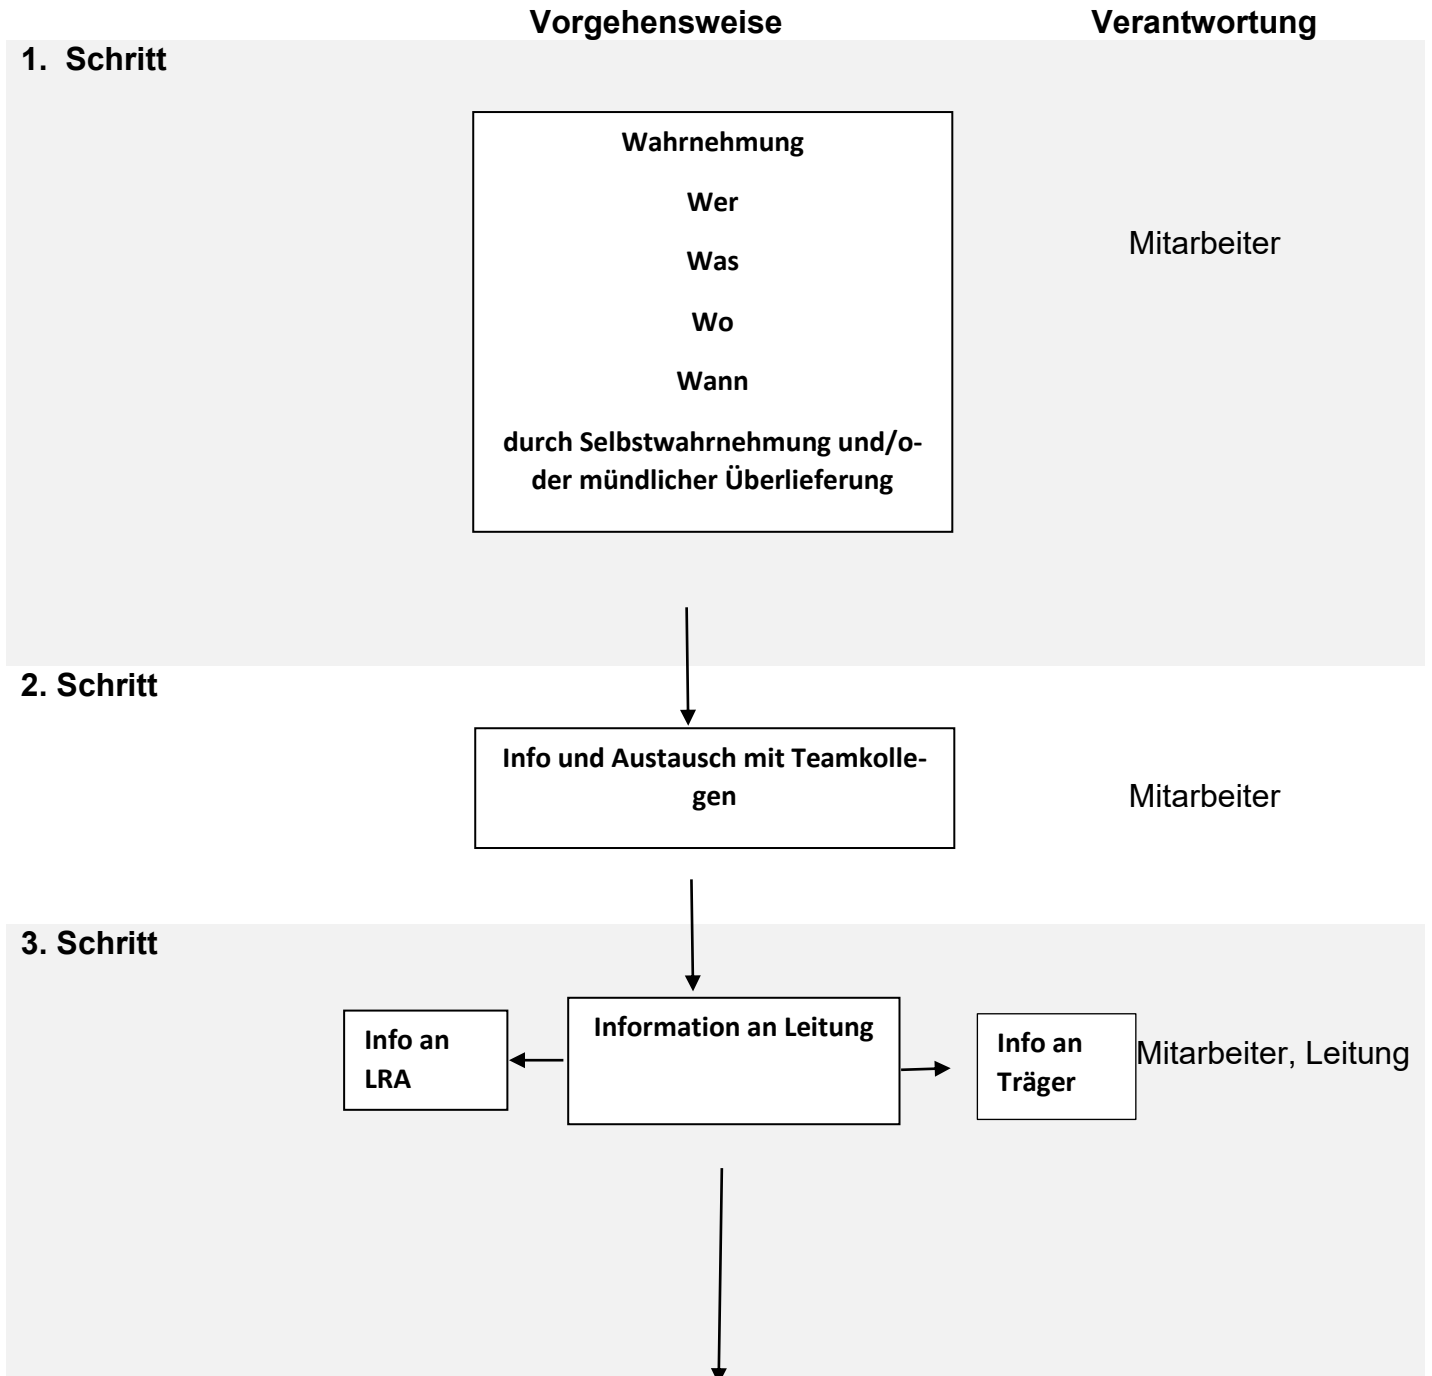 Vorgehensweise Verantwortung
1. Schritt
Wahrnehmung
Wer
Mitarbeiter
Was
Wo
Wann
durch Selbstwahrnehmung und/o-
der mündlicher Überlieferung
2. Schritt
Info und Austausch mit Teamkolle-
gen
Mitarbeiter
3. Schritt
Info an
LRA
Information an Leitung
Info an
Träger
Mitarbeiter, Leitung